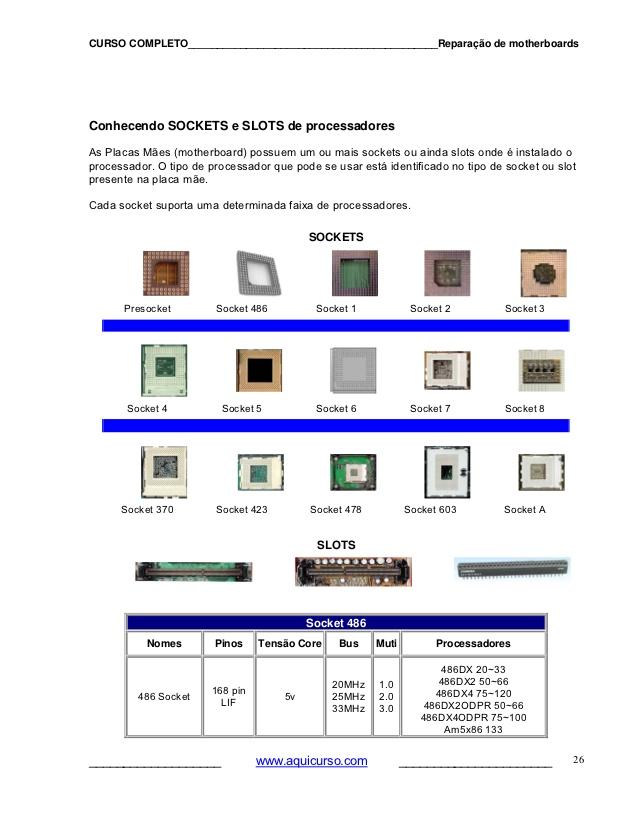 CURSO COMPLETO_________________________________________Reparação de motherboards
Conhecendo SOCKETS e SLOTS de processadores
As Placas Mães (motherboard) possuem um ou mais sockets ou ainda slots onde é instalado o
processador. O tipo de processador que pode se usar está identificado no tipo de socket ou slot
presente na placa mãe.
Cada socket suporta uma determinada faixa de processadores.
SOCKETS
Presocket Socket 486 Socket 1 Socket 2 Socket 3
Socket 4 Socket 5 Socket 6 Socket 7 Socket 8
Socket 370 Socket 423 Socket 478 Socket 603 Socket A
SLOTS
Socket 486
Nomes Pinos Tensão Core Bus Muti Processadores
486 Socket
168 pin
LIF
5v
20MHz
25MHz
33MHz
1.0
2.0
3.0
486DX 20~33
486DX2 50~66
486DX4 75~120
486DX2ODPR 50~66
486DX4ODPR 75~100
Am5x86 133
___________________ www.aquicurso.com ______________________ 26